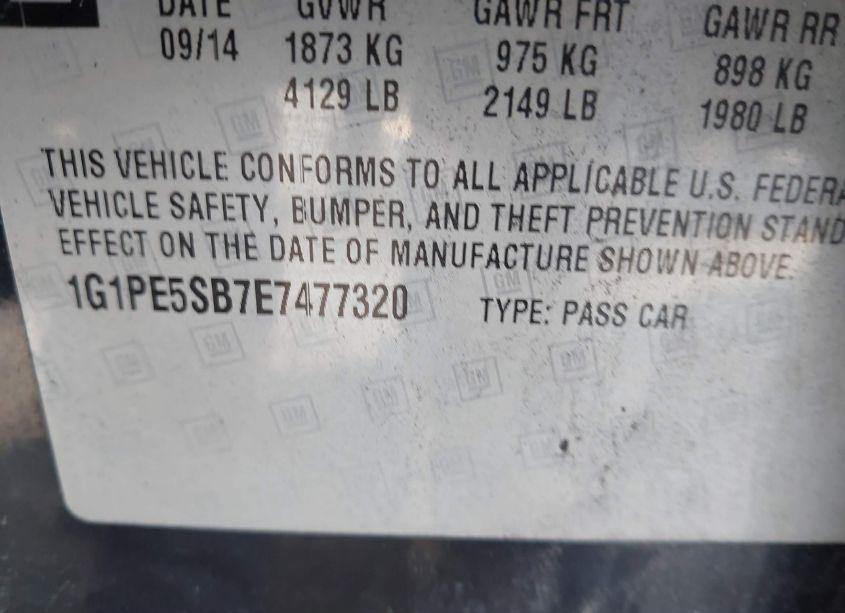 DATE GVWR GAWR FRT GAWR RR
09/14 1873 KG 975 KG 898 KG
4129 LB 2149 LB 1980 LB
THIS VEHICLE CONFORMS TO ALL APPLICABLE U.S. FEDERA
VEHICLE SAFETY, BUMPER, AND THEFT PREVENTION STAND
EFFECT ON THE DATE OF MANUFACTURE SHOWN ABOVE.
1G1PE5SB7E7477320 TYPE: PASS CAR